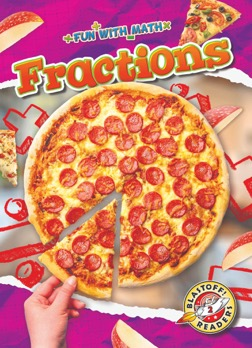 FUN WITH MATH
Fractions
BLASTOFF!
READERS